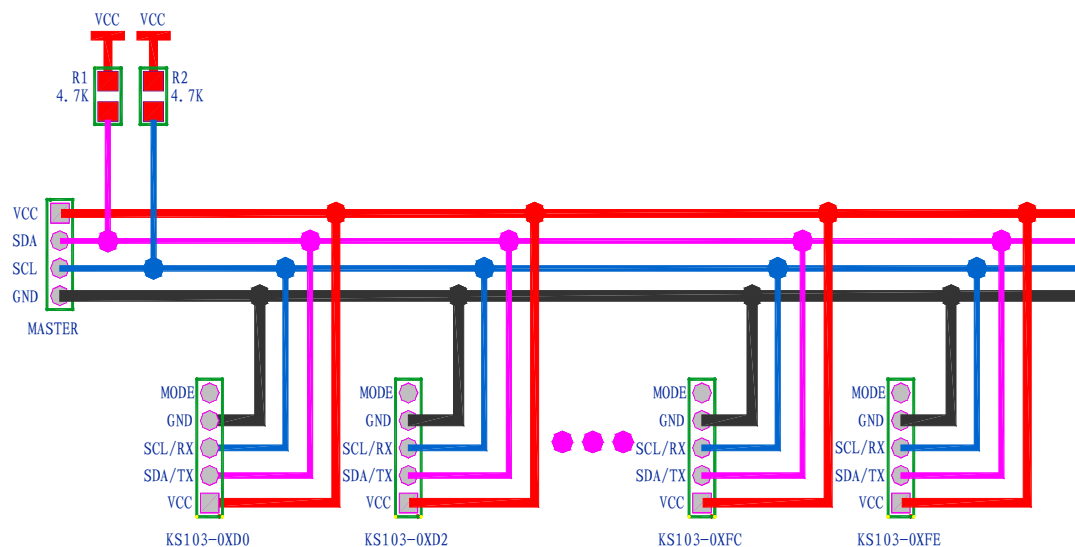 VCC VCC
R1 R2
4.7K 4.7K
VCC
SDA
SCL
GND
MASTER
MODE MODE MODE MODE
GND GND GND GND
SCL/RX SCL/RX SCL/RX SCL/RX
SDA/TX SDA/TX SDA/TX SDA/TX
VCC VCC VCC VCC
KS103-0XD0 KS103-0XD2 KS103-0XFC KS103-0XFE